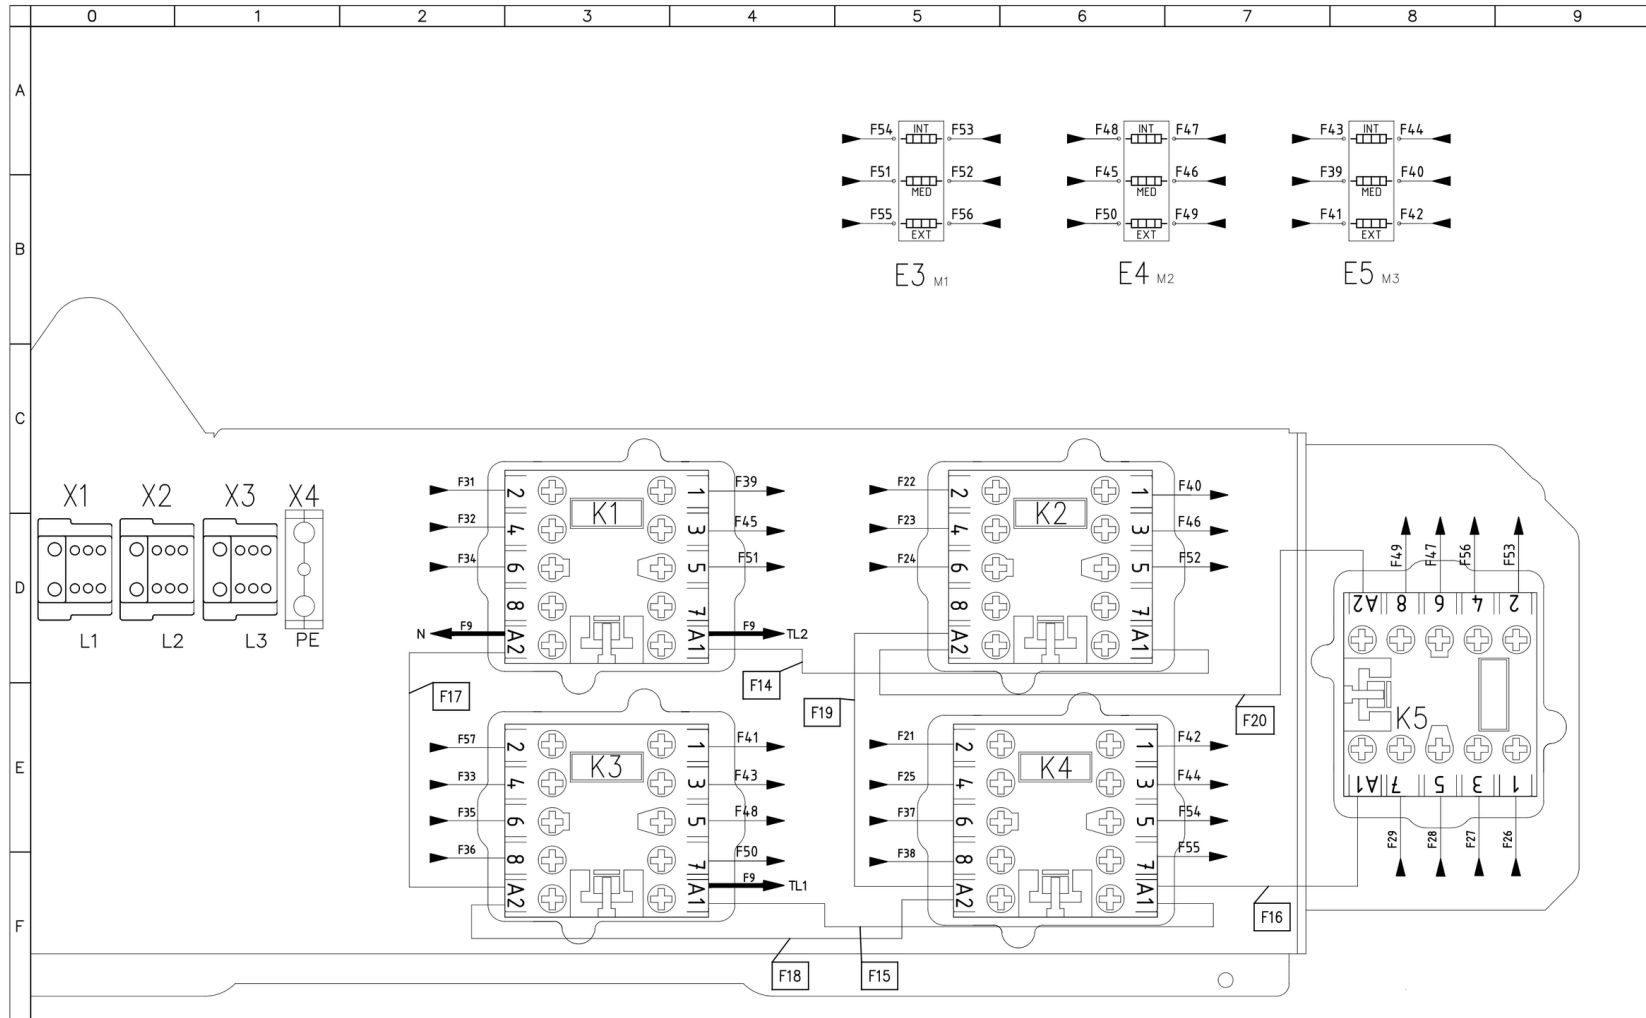 0 1 2 3 4 5 6 7 8 9
A
INT INT INT
F54 F53 F48 F47 F43 F44
F51 F52 F45 F46 F39 F40
MED MED MED
B
F55 F56 F50 F49 F41 F42
EXT EXT EXT
E3 M1 E4 M2 E5 M3
C
X1 X2 X3 X4
F31 2 1 F39 F22 2 1 F40
K1 K2
F32 4 3 F45 F23 4 3 F46
F34 6 5 F51 F24 6 5 F52
F49 F47 F56 F53
D
8 7 8 7
A2 8 6 4 2
N F9 A2 A1 F9 TL2 A2 A1
L1 L2 L3 PE
F17 F14 F19 F20
K5
F57 2 1 F41 F21 2 1 F42
K3 K4
E
F33 4 3 F43 F25 4 3 F44
A1 7 5 3 1
F35 6 5 F48 F37 6 5 F54
F29 F28 F27 F26
F36 8 7 F50 F38 8 7 F55
A2 A1 F9 TL1 A2 A1
F16
F
F18 F15